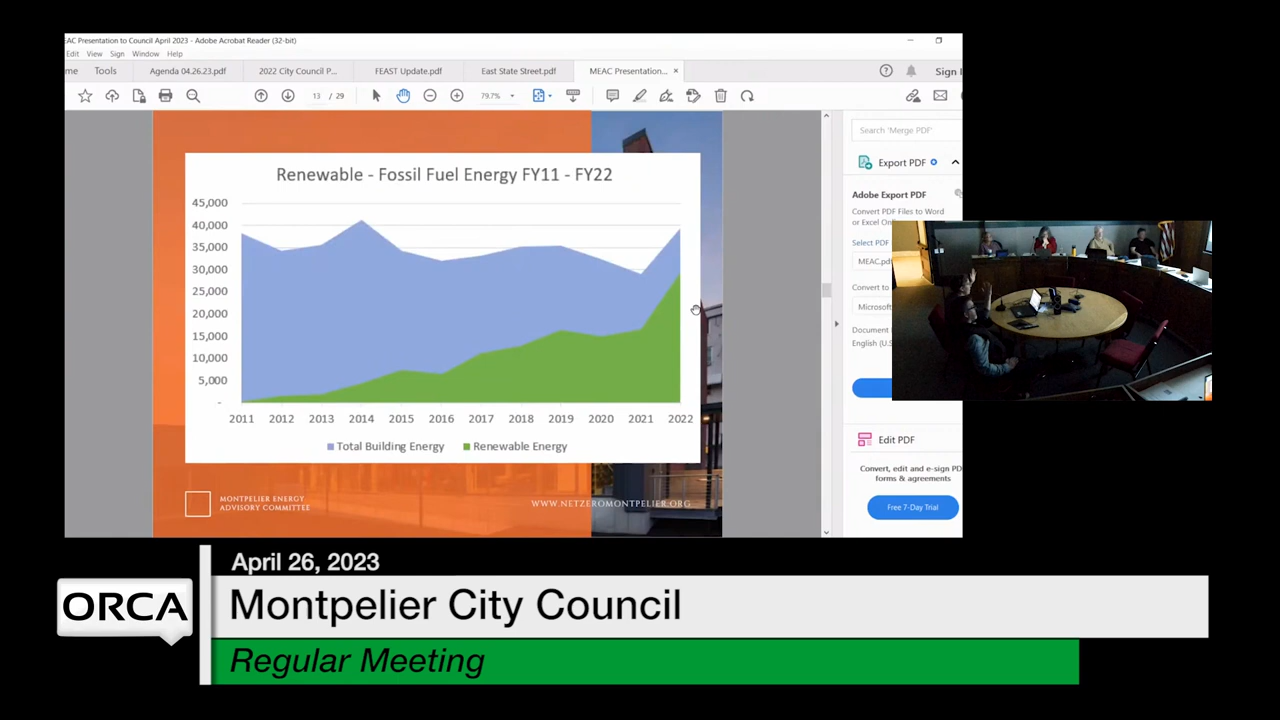 EAC Presentation to Council April 2023 - Adobe Acrobat Reader (32-bit)
Edit View Sign Window Help
me Tools Agenda 04.26.23.pdf 2022 City Council P... FEAST Update.pdf East State Street.pdf MEAC Presentation... × Sign I
13 / 29 79.7%
Renewable - Fossil Fuel Energy FY11 - FY22
45,000
40,000
35,000
30,000
25,000
20,000
15,000
10,000
5,000
-
2011 2012 2013 2014 2015 2016 2017 2018 2019 2020 2021 2022
Total Building Energy Renewable Energy
MONTPELIER ENERGY
ADVISORY COMMITTEE
WWW.NETZEROMONTPELIER.ORG
Search 'Merge PDF'
Export PDF
Adobe Export PDF
Convert PDF Files to Word
or Excel Onl
Select PDF
MEAC.pdf
Convert to
Microsoft
Document
English (U.S
Edit PDF
Convert, edit and e-sign PD
forms & agreements
Free 7-Day Trial
April 26, 2023
ORCA
Montpelier City Council
Regular Meeting